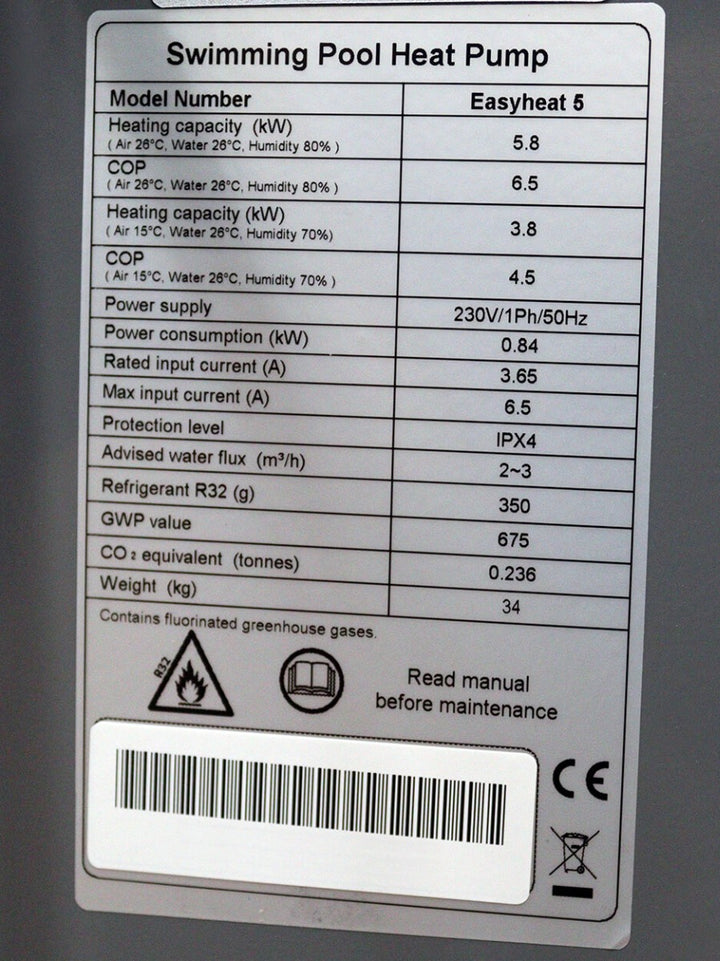 Swimming Pool Heat Pump
Model Number Easyheat 5
Heating capacity (kW) 5.8
( Air 26°C, Water 26°C, Humidity 80% )
COP 6.5
( Air 26°C, Water 26°C, Humidity 80% )
Heating capacity (kW) 3.8
( Air 15°C, Water 26°C, Humidity 70%)
COP 4.5
( Air 15°C, Water 26°C, Humidity 70% )
Power supply 230V/1Ph/50Hz
Power consumption (kW) 0.84
Rated input current (A) 3.65
Max input current (A) 6.5
Protection level IPX4
Advised water flux (m³/h) 2~3
Refrigerant R32 (g) 350
GWP value 675
CO₂ equivalent (tonnes) 0.236
Weight (kg) 34
Contains fluorinated greenhouse gases.
R32
Read manual
before maintenance
CE